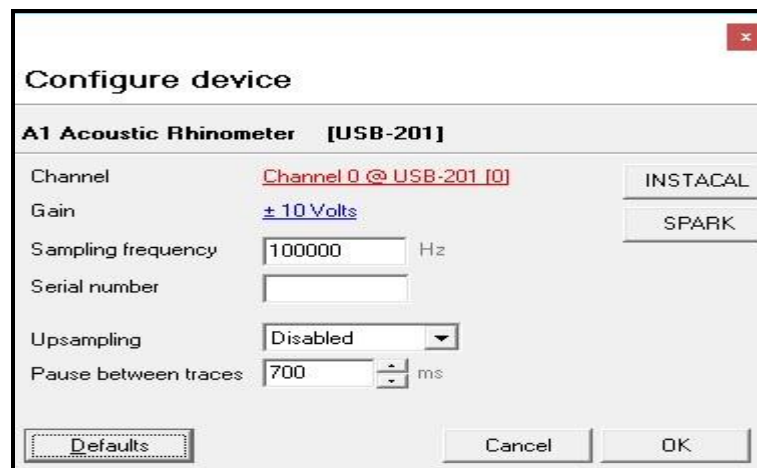 Configure device
A1 Acoustic Rhinometer [USB-201]
Channel Channel 0 @ USB-201 [0] INSTACAL
Gain ± 10 Volts SPARK
Sampling frequency 100000 Hz
Serial number
Upsampling Disabled
Pause between traces 700 ms
Defaults Cancel OK